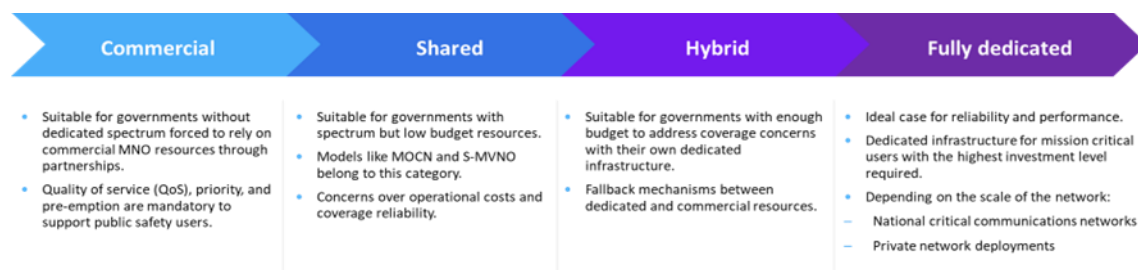 Commercial
Shared
Hybrid
Fully dedicated
• Suitable for governments without
dedicated spectrum forced to rely on
commercial MNO resources through
partnerships.
• Quality of service (QoS), priority, and
pre-emption are mandatory to
support public safety users.
• Suitable for governments with
spectrum but low budget resources.
• Models like MOCN and S-MVNO
belong to this category.
• Concerns over operational costs and
coverage reliability.
• Suitable for governments with enough
budget to address coverage concerns
with their own dedicated
infrastructure.
• Fallback mechanisms between
dedicated and commercial resources.
• Ideal case for reliability and performance.
• Dedicated infrastructure for mission critical
users with the highest investment level
required.
• Depending on the scale of the network:
– National critical communications networks
– Private network deployments